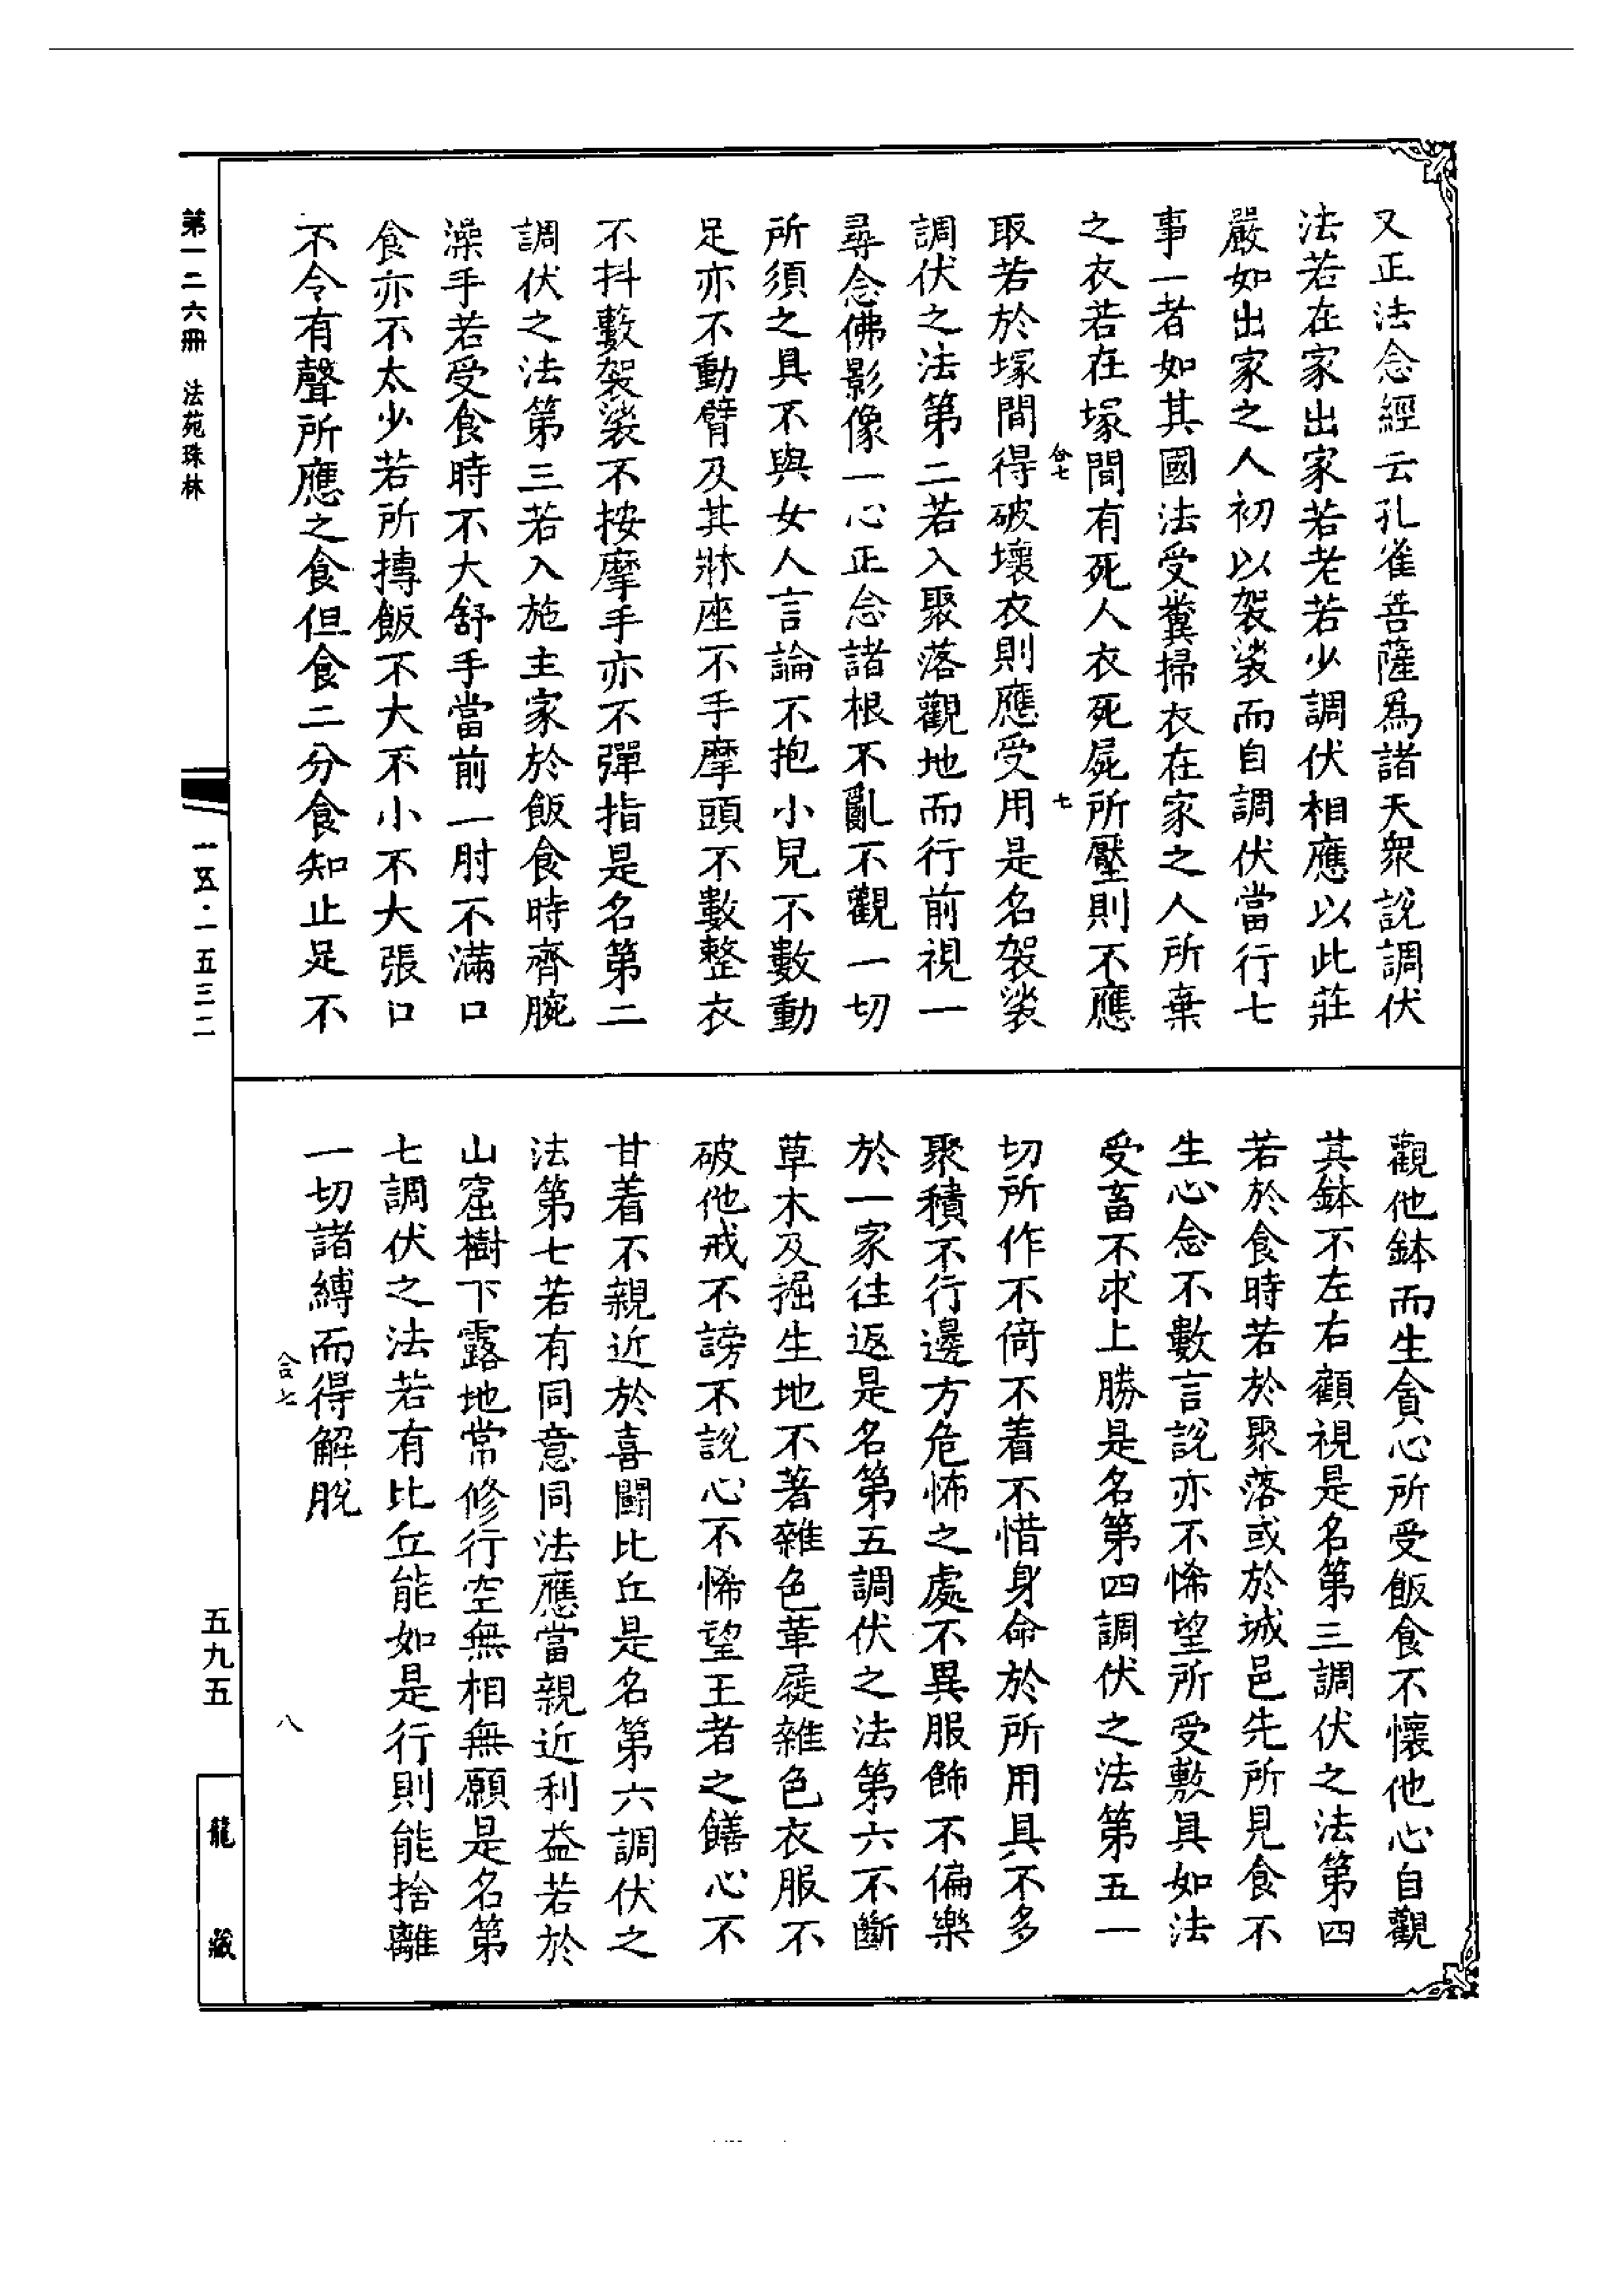 又正法念經云孔雀菩薩爲諸天衆說調伏
法若在家出家若老若少調伏相應以此莊
嚴如出家之人初以袈裟而自調伏當行七
事一者如其國法受糞掃衣在家之人所棄
之衣若在塚間有死人衣死屍所壓則不應
合七
七
取若於塚間得破壞衣則應受用是名袈裟
調伏之法第二若入聚落觀地而行前視一
尋念佛影像一心正念諸根不亂不觀一切
所須之具不與女人言論不抱小兒不數動
足亦不動臂及其牀座不手摩頭不數整衣
不抖擻袈裟不按摩手亦不彈指是名第二
調伏之法第三若入施主家於飯食時齊腕
澡手若受食時不大舒手當前一肘不滿口
食亦不太少若所摶飯不大不小不大張口
不令有聲所應之食但食二分食知止足不
觀他鉢而生貪心所受飯食不懷他心自觀
其鉢不左右顧視是名第三調伏之法第四
若於食時若於聚落或於城邑先所見食不
生心念不數言說亦不悕望所受敷具如法
受畜不求上勝是名第四調伏之法第五一
切所作不倚不着不惜身命於所用具不多
聚積不行邊方危怖之處不異服飾不偏樂
於一家往返是名第五調伏之法第六不斷
草木及掘生地不著雜色革屣雜色衣服不
破他戒不謗不說心不悕望王者之饍心不
甘着不親近於喜鬪比丘是名第六調伏之
法第七若有同意同法應當親近利益若於
山窟樹下露地常修行空無相無願是名第
七調伏之法若有比丘能如是行則能捨離
一切諸縛而得解脫
合七
八
第一二六冊 法苑珠林
一五·一五三二
五九五
龍藏